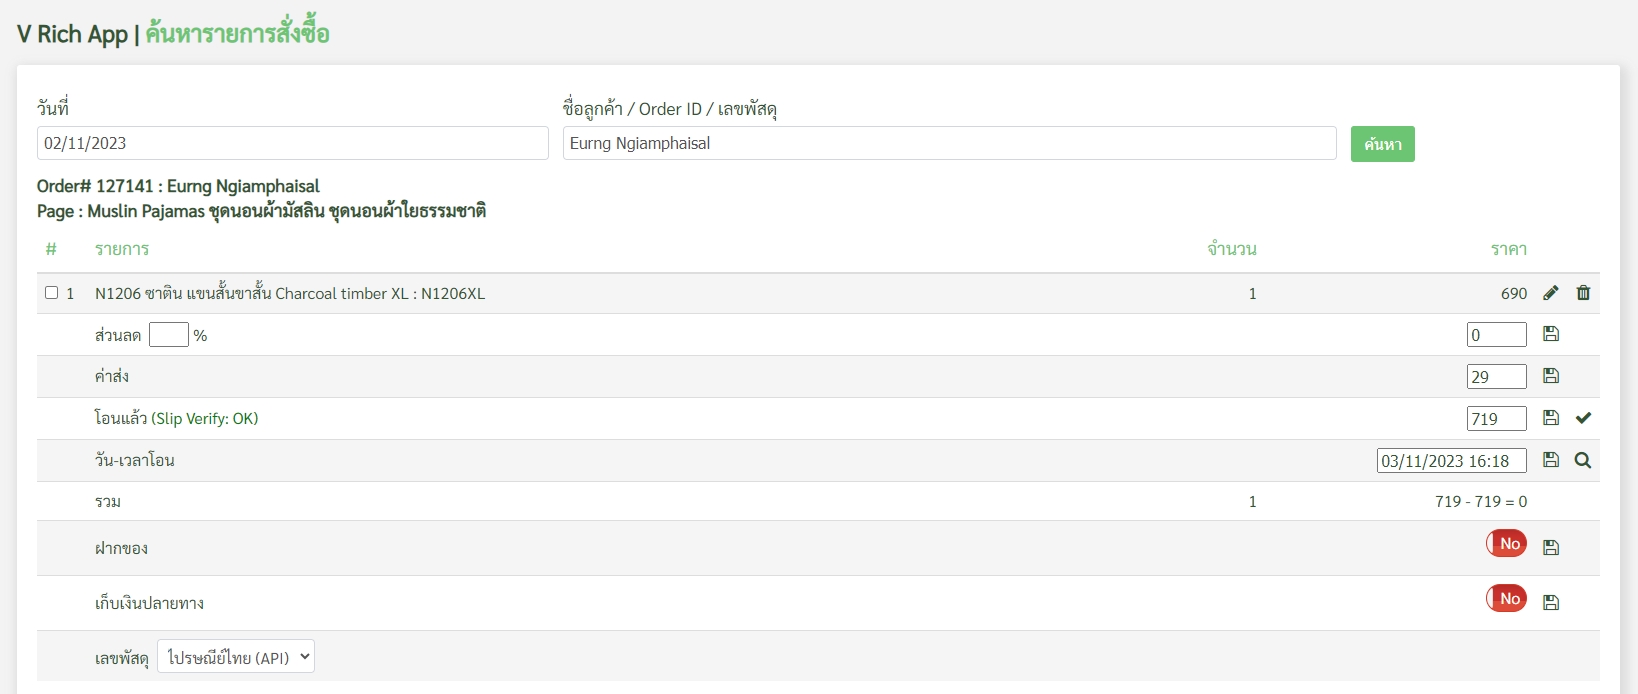 V Rich App | ค้นหารายการสั่งซื้อ
วันที่ ชื่อลูกค้า / Order ID / เลขพัสดุ
02/11/2023 Eurng Ngiamphaisal ค้นหา
Order# 127141 : Eurng Ngiamphaisal
Page : Muslin Pajamas ชุดนอนผ้ามัสลิน ชุดนอนผ้าใยธรรมชาติ
# รายการ จำนวน ราคา
1 N1206 ซาติน แขนสั้นขาสั้น Charcoal timber XL : N1206XL 1 690
ส่วนลด % 0
ค่าส่ง 29
โอนแล้ว (Slip Verify: OK) 719
วัน-เวลาโอน 03/11/2023 16:18
รวม 1 719 - 719 = 0
ฝากของ No
เก็บเงินปลายทาง No
เลขพัสดุ ไปรษณีย์ไทย (API)